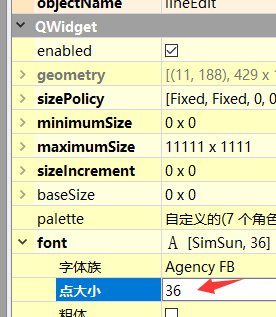 objectName lineEdit
QWidget
enabled
geometry [(11, 188), 429 x
sizePolicy [Fixed, Fixed, 0, 0
minimumSize 0 x 0
maximumSize 11111 x 1111
sizeIncrement 0 x 0
baseSize 0 x 0
palette 自定义的(7 个角色
font A [SimSun, 36]
字体族 Agency FB
点大小 36
粗体